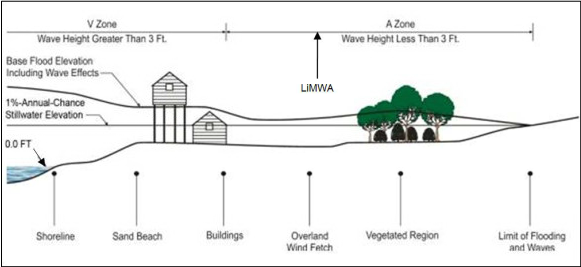 V Zone
Wave Height Greater Than 3 Ft.
A Zone
Wave Height Less Than 3 Ft.
LiMWA
Base Flood Elevation
Including Wave Effects
1%-Annual-Chance
Stillwater Elevation
0.0 FT
Shoreline
Sand Beach
Buildings
Overland
Wind Fetch
Vegetated Region
Limit of Flooding
and Waves